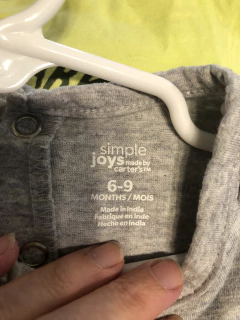 simple
joys made by
carter's™
6-9
MONTHS/MOIS
Made in India
Fabriqué en Inde
Hecho en India